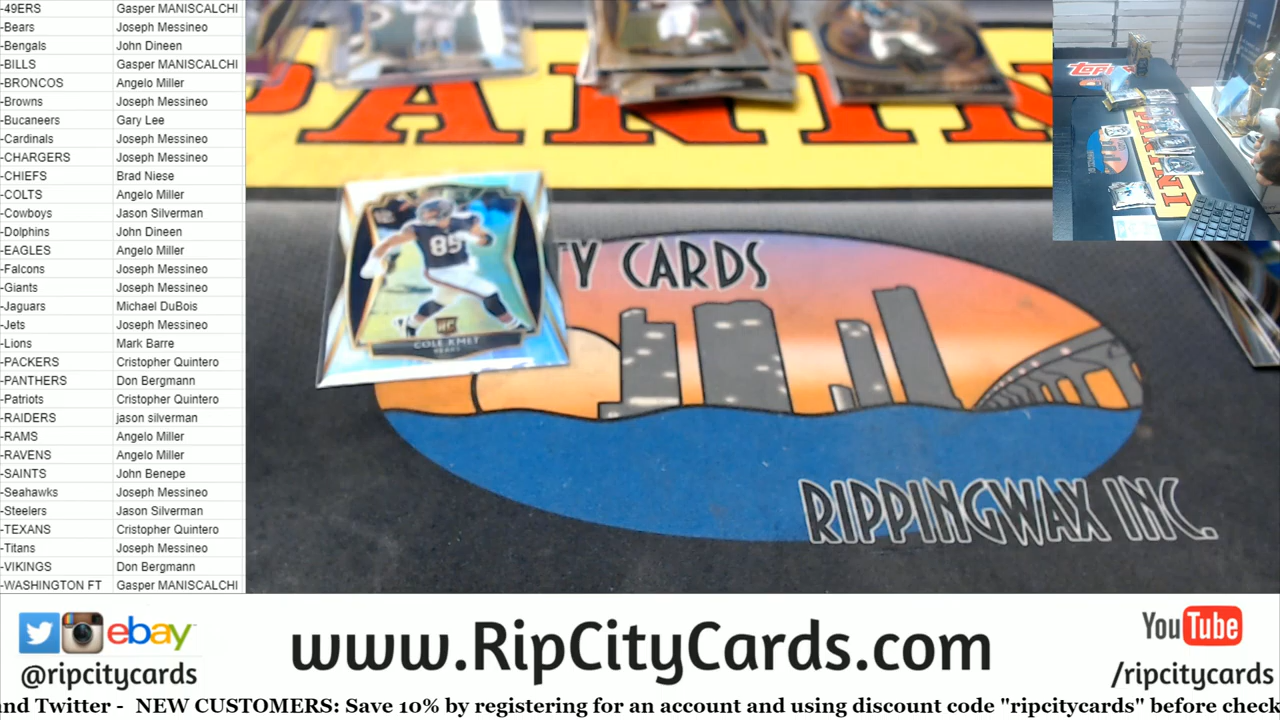 -49ERS Gasper MANISCALCHI
-Bears Joseph Messineo
-Bengals John Dineen
-BILLS Gasper MANISCALCHI
-BRONCOS Angelo Miller
-Browns Joseph Messineo
-Bucaneers Gary Lee
-Cardinals Joseph Messineo
-CHARGERS Joseph Messineo
-CHIEFS Brad Niese
-COLTS Angelo Miller
-Cowboys Jason Silverman
-Dolphins John Dineen
-EAGLES Angelo Miller
-Falcons Joseph Messineo
-Giants Joseph Messineo
-Jaguars Michael DuBois
-Jets Joseph Messineo
-Lions Mark Barre
-PACKERS Cristopher Quintero
-PANTHERS Don Bergmann
-Patriots Cristopher Quintero
-RAIDERS jason silverman
-RAMS Angelo Miller
-RAVENS Angelo Miller
-SAINTS John Benepe
-Seahawks Joseph Messineo
-Steelers Jason Silverman
-TEXANS Cristopher Quintero
-Titans Joseph Messineo
-VIKINGS Don Bergmann
-WASHINGTON FT Gasper MANISCALCHI
PANIN
topps
PANINI
TY CARDS
85
RC
COLE KMET
BEARS
RIPPINGWAX INC.
ebay
@ripcitycards
www.RipCityCards.com
YouTube
/ripcitycards
and Twitter - NEW CUSTOMERS: Save 10% by registering for an account and using discount code "ripcitycards" before check